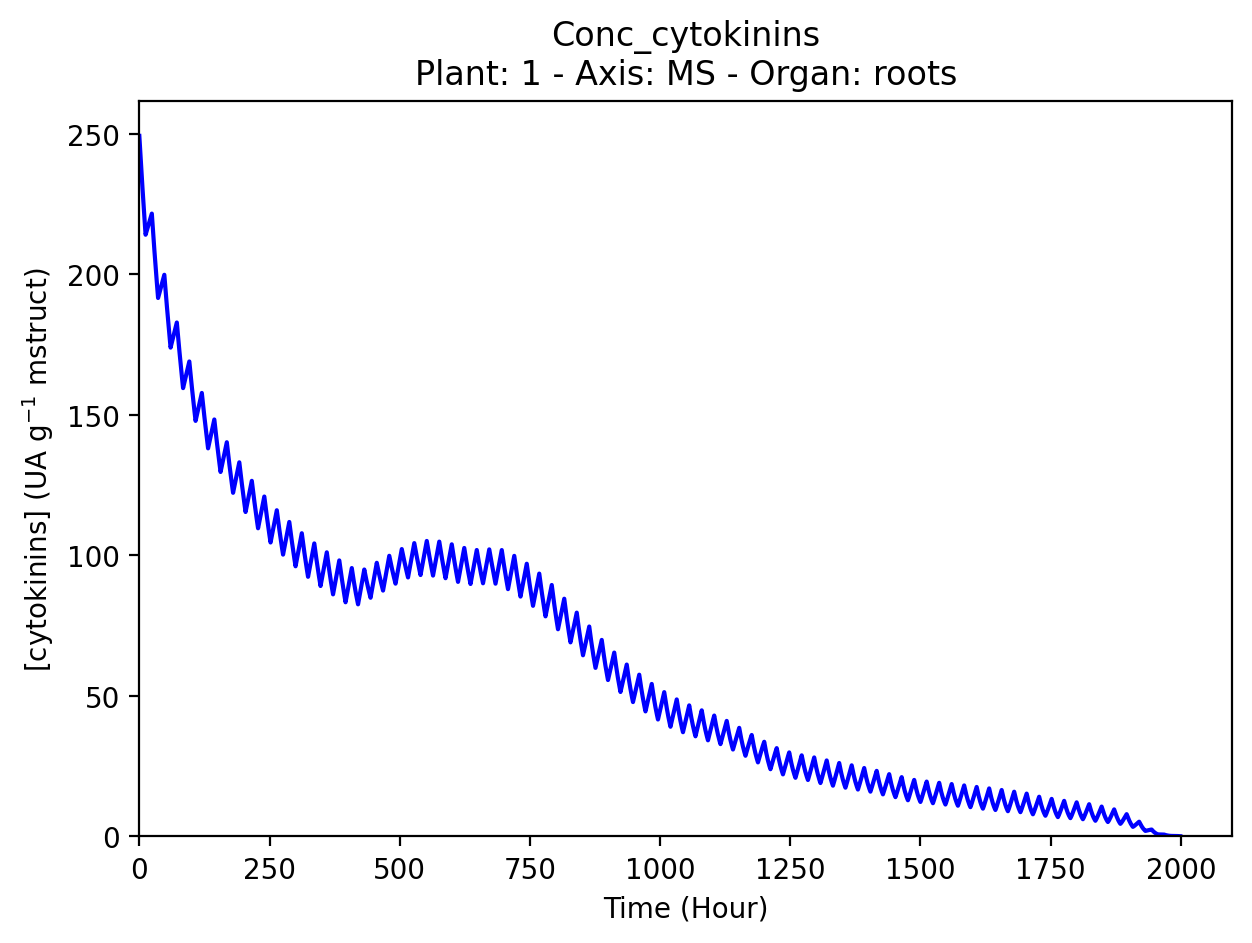 Conc_cytokinins
Plant: 1 - Axis: MS - Organ: roots
[cytokinins] (UA g⁻¹ mstruct)
250
200
150
100
50
0
0 250 500 750 1000 1250 1500 1750 2000
Time (Hour)